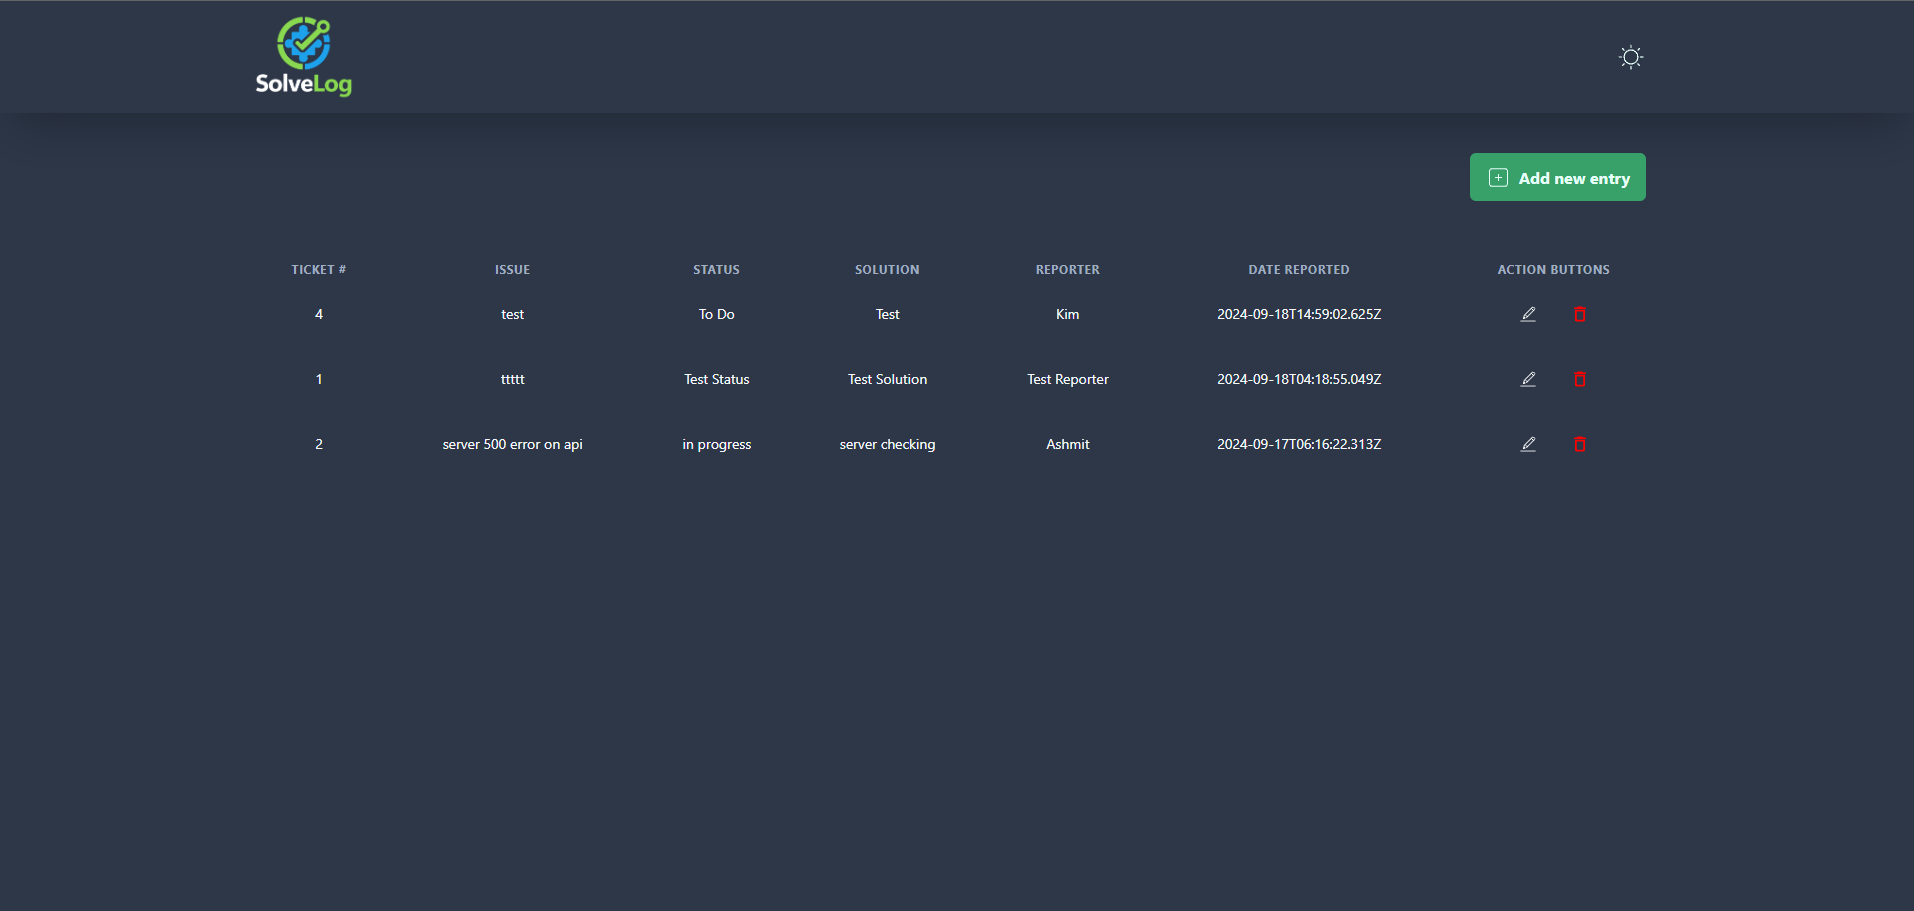 SolveLog
Add new entry
TICKET # ISSUE STATUS SOLUTION REPORTER DATE REPORTED ACTION BUTTONS
4 test To Do Test Kim 2024-09-18T14:59:02.625Z
1 ttttt Test Status Test Solution Test Reporter 2024-09-18T04:18:55.049Z
2 server 500 error on api in progress server checking Ashmit 2024-09-17T06:16:22.313Z